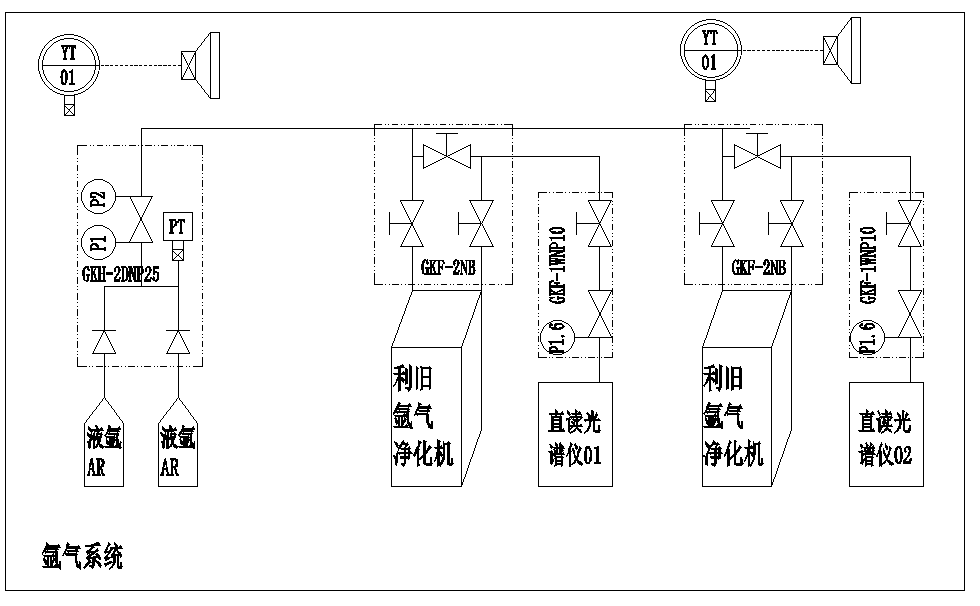 YT
01
YT
01
P2
P1
PT
GKH-2DNP25
GKF-2NB
GKF-1WNP10
P1.6
GKF-2NB
GKF-1WNP10
P1.6
液氩
AR
液氩
AR
利旧
氩气
净化机
直读光
谱仪01
利旧
氩气
净化机
直读光
谱仪02
氩气系统